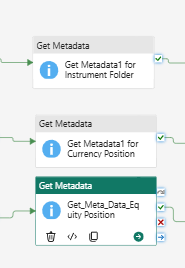 Get Metadata
Get Metadata1 for
Instrument Folder
Get Metadata
Get Metadata1 for
Currency Position
Get Metadata
Get_Meta_Data_Eq
uity Position